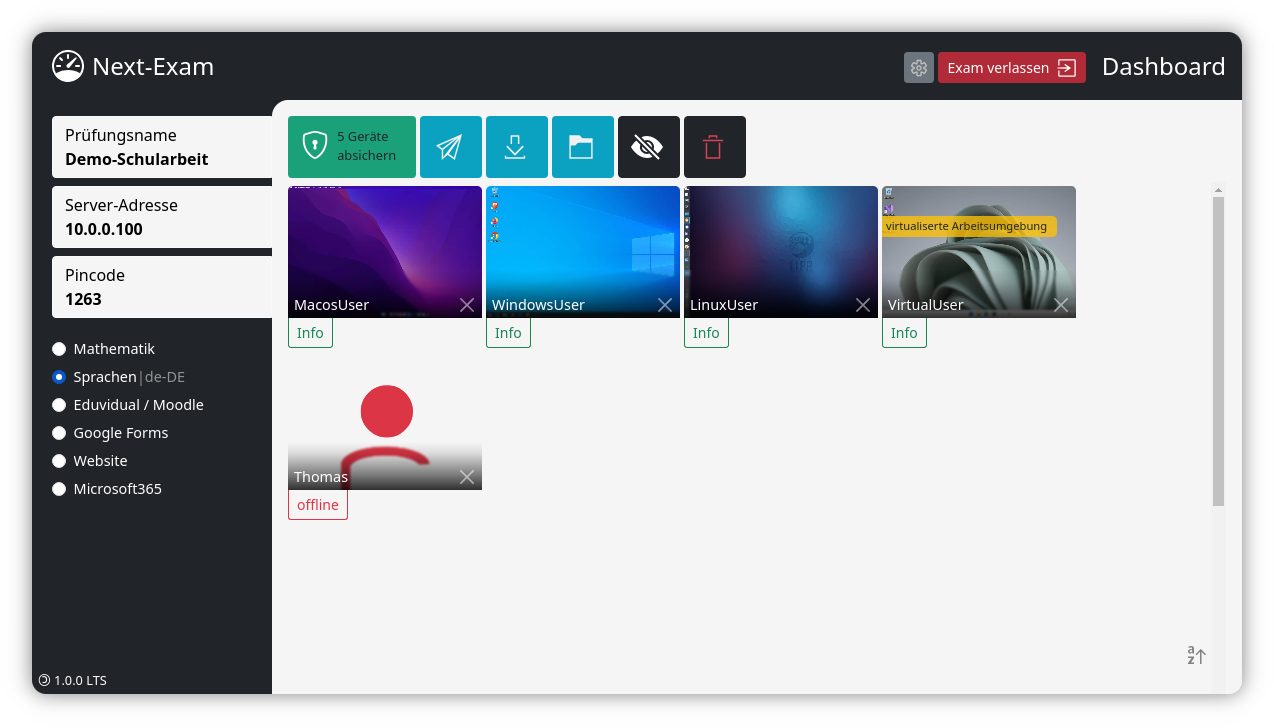 Next-Exam
Exam verlassen
Dashboard
Prüfungsname
Demo-Schularbeit
Server-Adresse
10.0.0.100
Pincode
1263
Mathematik
Sprachen|de-DE
Eduvidual / Moodle
Google Forms
Website
Microsoft365
1.0.0 LTS
5 Geräte
absichern
MacosUser
WindowsUser
LinuxUser
virtualiserte Arbeitsumgebung
VirtualUser
Info
Info
Info
Info
Thomas
offline
a
z